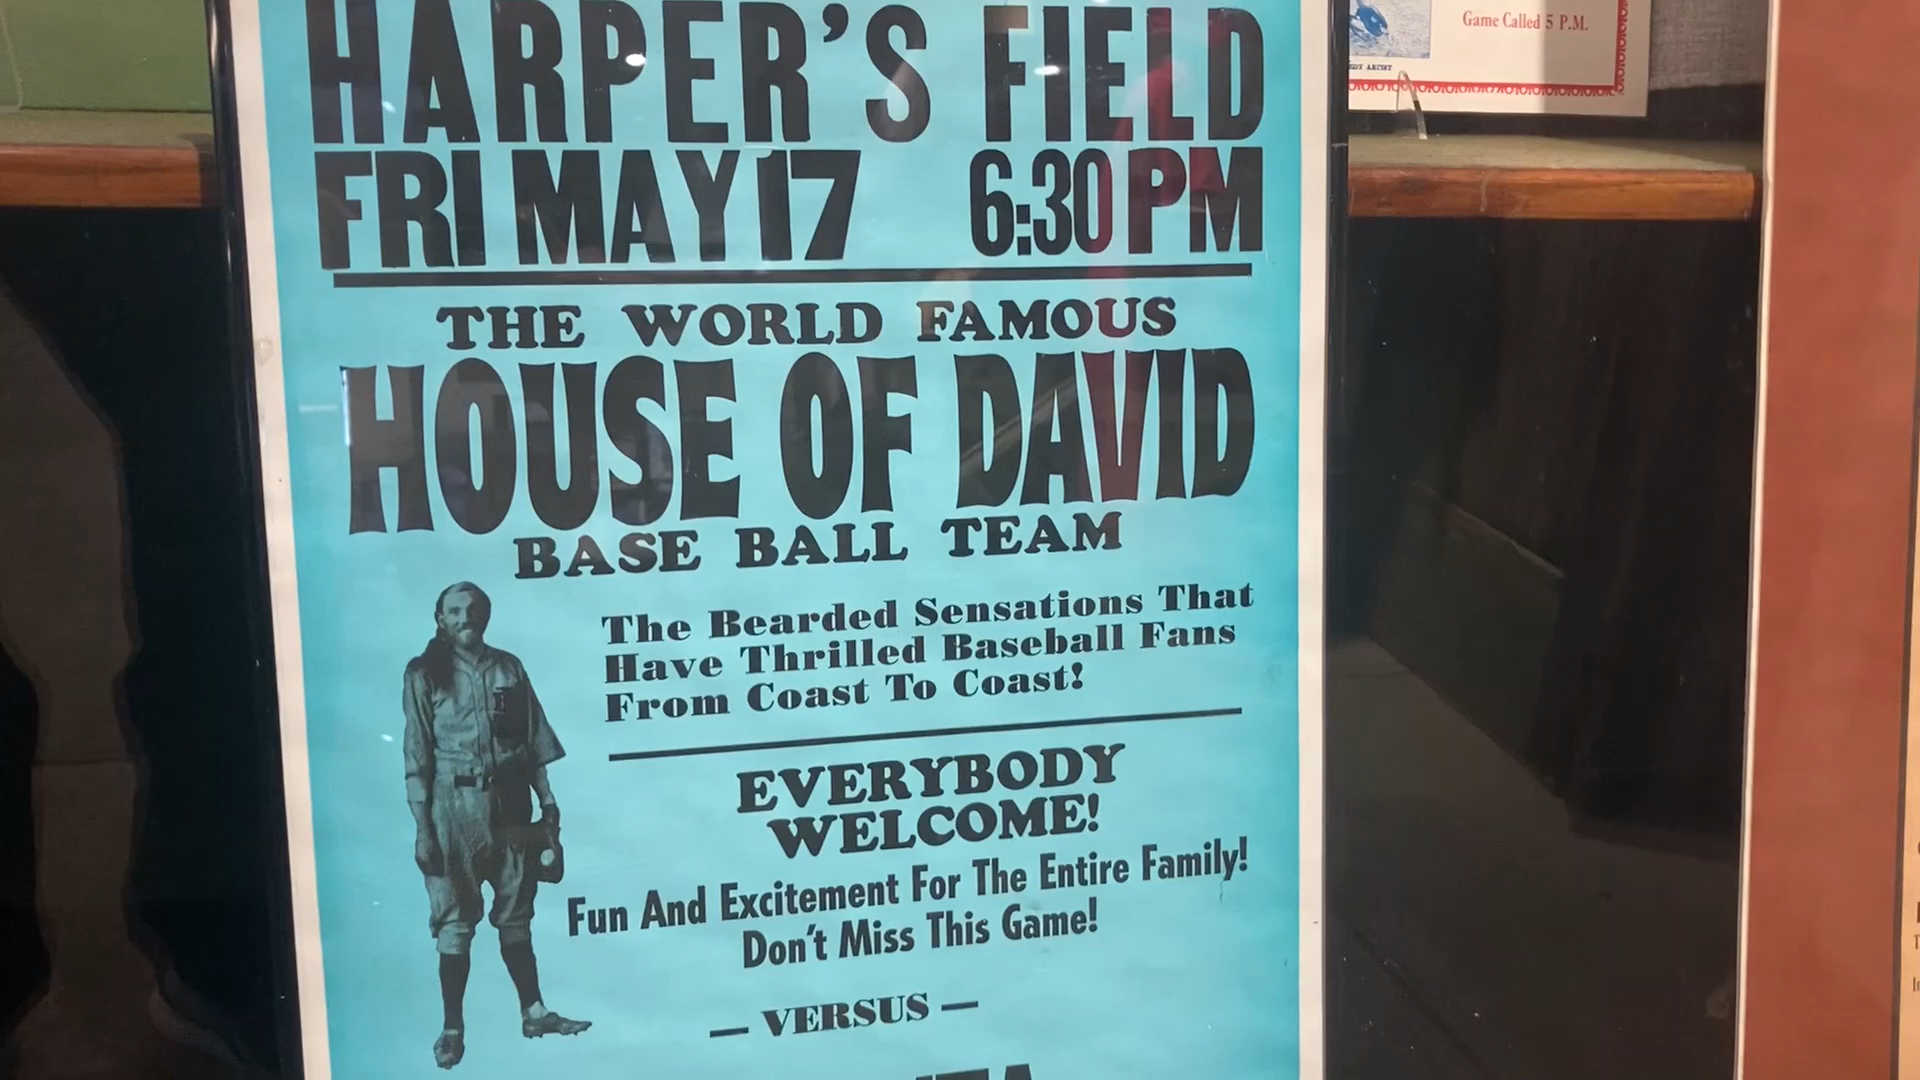 HARPER'S FIELD
FRI MAY 17 6:30 PM
THE WORLD FAMOUS
HOUSE OF DAVID
BASE BALL TEAM
The Bearded Sensations That
Have Thrilled Baseball Fans
From Coast To Coast!
EVERYBODY
WELCOME!
Fun And Excitement For The Entire Family!
Don't Miss This Game!
— VERSUS —
Game Called 5 P.M.
ARTIST